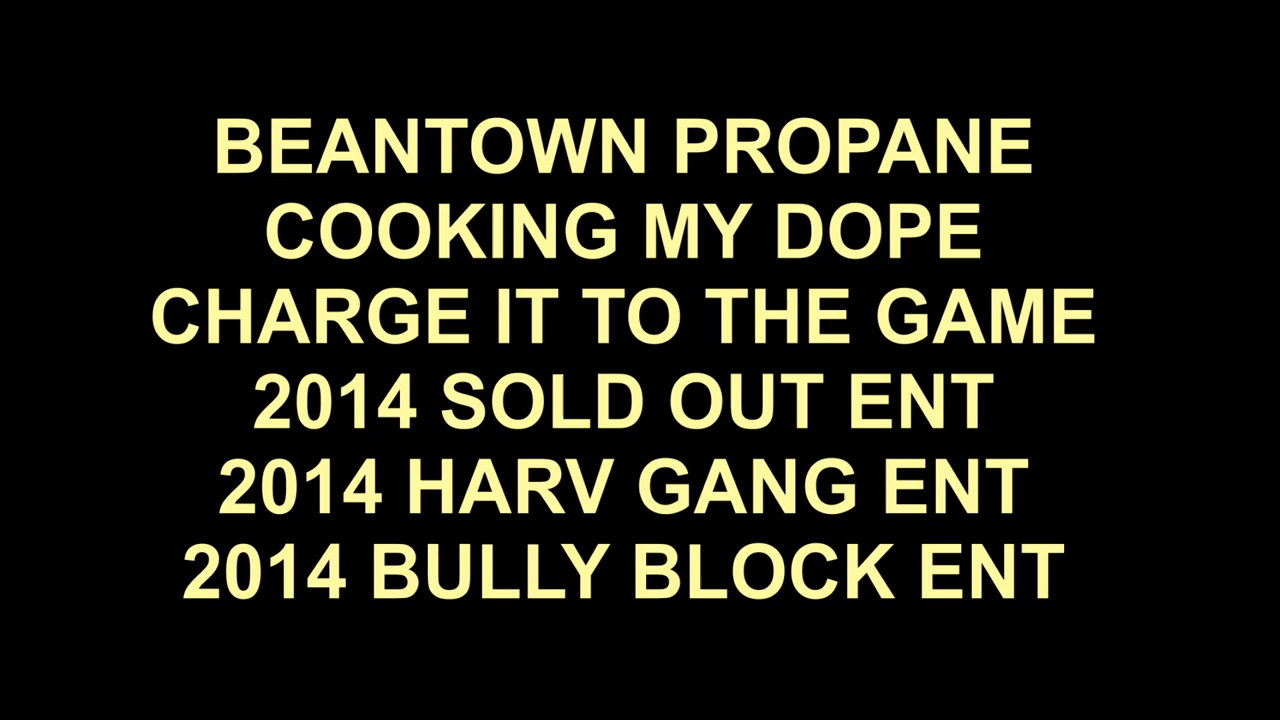 BEANTOWN PROPANE
COOKING MY DOPE
CHARGE IT TO THE GAME
2014 SOLD OUT ENT
2014 HARV GANG ENT
2014 BULLY BLOCK ENT